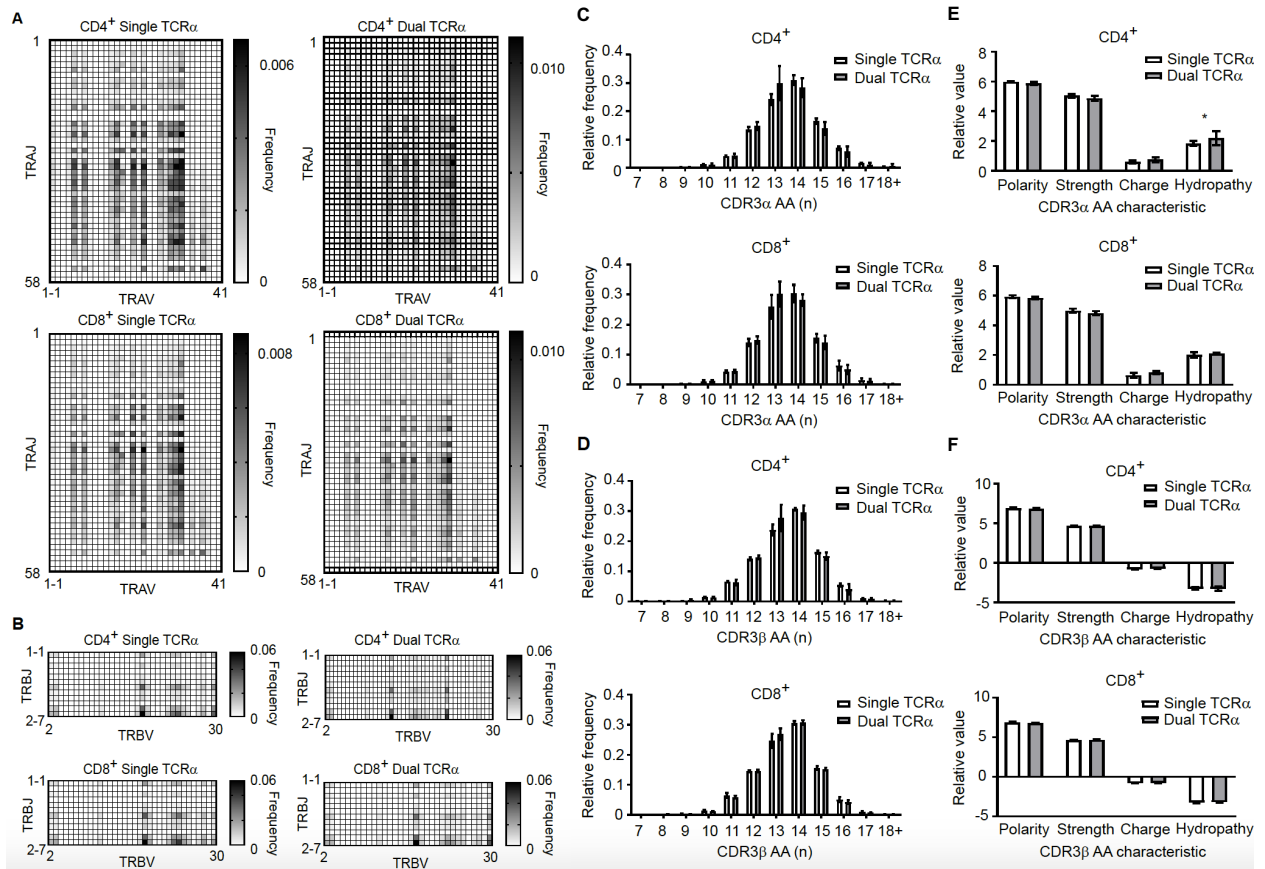 A
CD4+ Single TCRα
1
TRAJ
58
1-1
TRAV
41
0.006
Frequency
0
CD4+ Dual TCRα
1
58
1-1
TRAV
41
0.010
Frequency
0
CD8+ Single TCRα
1
TRAJ
58
1-1
TRAV
41
0.008
Frequency
0
CD8+ Dual TCRα
1
TRAJ
58
1-1
TRAV
41
0.010
Frequency
0
B
CD4+ Single TCRα
1-1
TRBJ
2-7
2
TRBV
30
0.06
Frequency
0
CD4+ Dual TCRα
1-1
TRBJ
2-7
2
TRBV
30
0.06
Frequency
0
CD8+ Single TCRα
1-1
TRBJ
2-7
2
TRBV
30
0.06
Frequency
0
CD8+ Dual TCRα
1-1
TRBJ
2-7
2
TRBV
30
0.06
Frequency
0
C
CD4+
Single TCRα
Dual TCRα
Relative frequency
0.4
0.3
0.2
0.1
0
7 8 9 10 11 12 13 14 15 16 17 18+
CDR3α AA (n)
CD8+
Single TCRα
Dual TCRα
Relative frequency
0.4
0.3
0.2
0.1
0
7 8 9 10 11 12 13 14 15 16 17 18+
CDR3α AA (n)
D
CD4+
Single TCRα
Dual TCRα
Relative frequency
0.4
0.3
0.2
0.1
0
7 8 9 10 11 12 13 14 15 16 17 18+
CDR3β AA (n)
CD8+
Single TCRα
Dual TCRα
Relative frequency
0.4
0.3
0.2
0.1
0
7 8 9 10 11 12 13 14 15 16 17 18+
CDR3β AA (n)
E
CD4+
Single TCRα
Dual TCRα
Relative value
8
6
4
2
0
*
Polarity Strength Charge Hydropathy
CDR3α AA characteristic
CD8+
Single TCRα
Dual TCRα
Relative value
8
6
4
2
0
Polarity Strength Charge Hydropathy
CDR3α AA characteristic
F
CD4+
Single TCRα
Dual TCRα
Relative value
10
5
0
-5
Polarity Strength Charge Hydropathy
CDR3β AA characteristic
CD8+
Single TCRα
Dual TCRα
Relative value
10
5
0
-5
Polarity Strength Charge Hydropathy
CDR3β AA characteristic